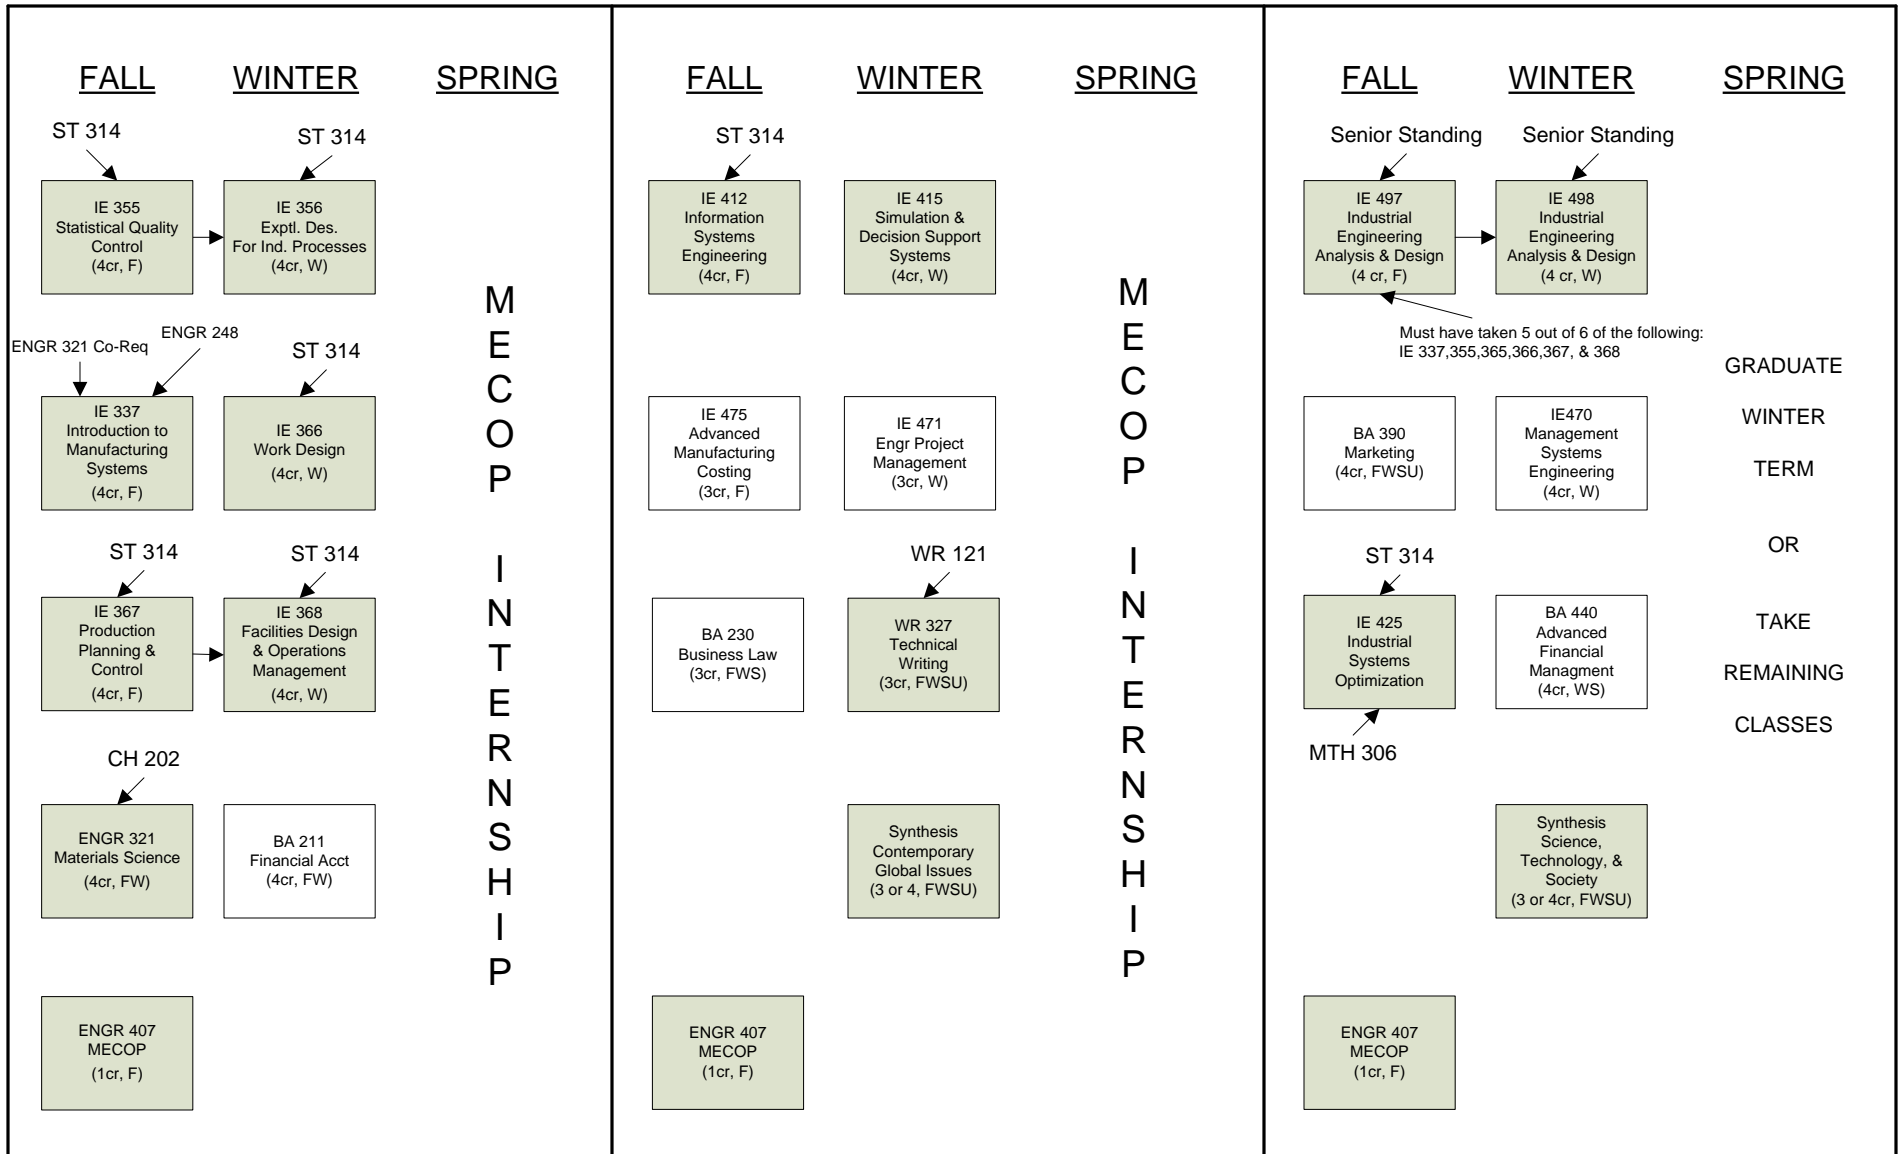 FALL
WINTER
SPRING
ST 314
ST 314
IE 355
Statistical Quality
Control
(4cr, F)
IE 356
Exptl. Des.
For Ind. Processes
(4cr, W)
ENGR 321 Co-Req
ENGR 248
ST 314
IE 337
Introduction to
Manufacturing
Systems
(4cr, F)
IE 366
Work Design
(4cr, W)
ST 314
ST 314
IE 367
Production
Planning &
Control
(4cr, F)
IE 368
Facilities Design
& Operations
Management
(4cr, W)
CH 202
ENGR 321
Materials Science
(4cr, FW)
BA 211
Financial Acct
(4cr, FW)
ENGR 407
MECOP
(1cr, F)
M
E
C
O
P
I
N
T
E
R
N
S
H
I
P
FALL
WINTER
SPRING
ST 314
IE 412
Information
Systems
Engineering
(4cr, F)
IE 415
Simulation &
Decision Support
Systems
(4cr, W)
IE 475
Advanced
Manufacturing
Costing
(3cr, F)
IE 471
Engr Project
Management
(3cr, W)
WR 121
BA 230
Business Law
(3cr, FWS)
WR 327
Technical
Writing
(3cr, FWSU)
Synthesis
Contemporary
Global Issues
(3 or 4, FWSU)
ENGR 407
MECOP
(1cr, F)
M
E
C
O
P
I
N
T
E
R
N
S
H
I
P
FALL
WINTER
SPRING
Senior Standing
Senior Standing
IE 497
Industrial
Engineering
Analysis & Design
(4 cr, F)
IE 498
Industrial
Engineering
Analysis & Design
(4 cr, W)
Must have taken 5 out of 6 of the following:
IE 337,355,365,366,367, & 368
BA 390
Marketing
(4cr, FWSU)
IE470
Management
Systems
Engineering
(4cr, W)
ST 314
IE 425
Industrial
Systems
Optimization
MTH 306
BA 440
Advanced
Financial
Managment
(4cr, WS)
Synthesis
Science,
Technology, &
Society
(3 or 4cr, FWSU)
ENGR 407
MECOP
(1cr, F)
GRADUATE
WINTER
TERM
OR
TAKE
REMAINING
CLASSES